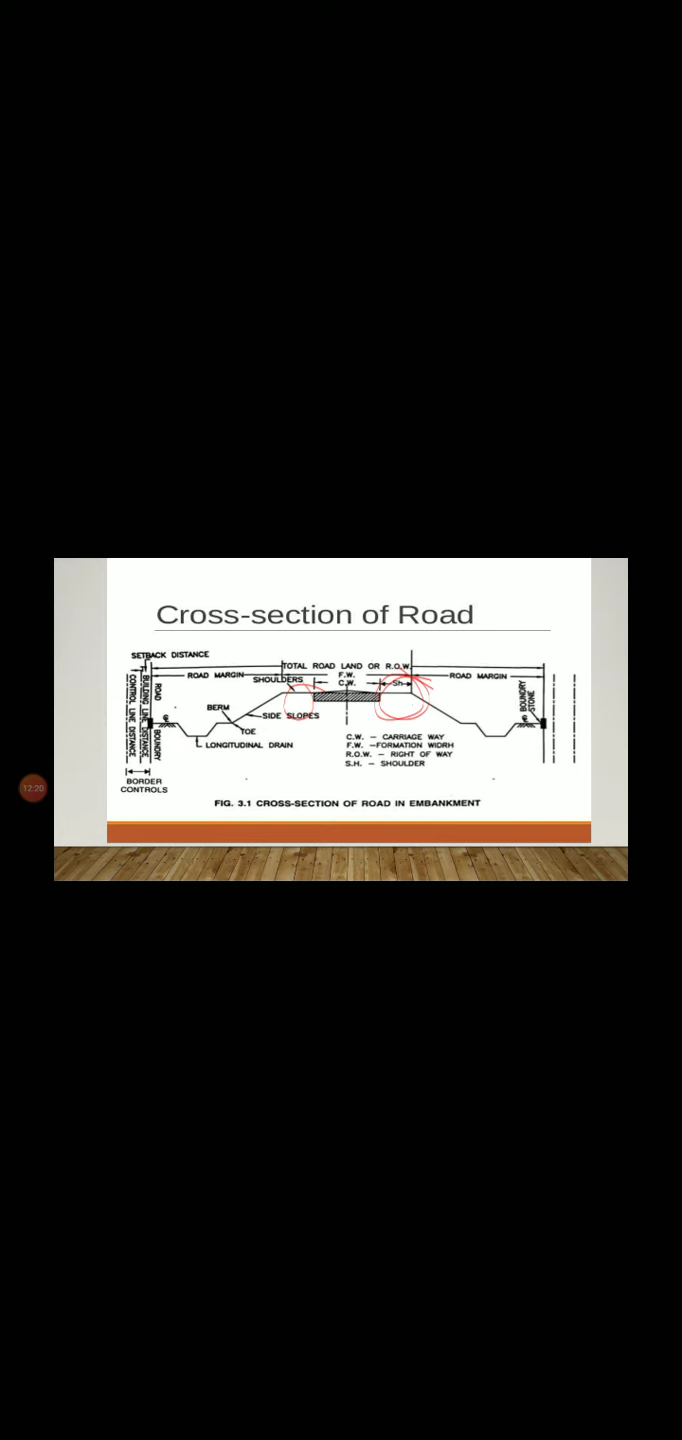 Cross-section of Road
SETBACK DISTANCE
TOTAL ROAD LAND OR R.O.W.
ROAD MARGIN
F.W.
ROAD MARGIN
SHOULDERS
C.W.
Sh
CONTROL LINE DISTANCE
BUILDING LINE DISTANCE
ROAD BOUNDRY
BOUNDRY STONE
BERM
SIDE SLOPES
TOE
LONGITUDINAL DRAIN
C.W. – CARRIAGE WAY
F.W. –FORMATION WIDRH
R.O.W. – RIGHT OF WAY
S.H. – SHOULDER
BORDER
CONTROLS
12:20
FIG. 3.1 CROSS-SECTION OF ROAD IN EMBANKMENT